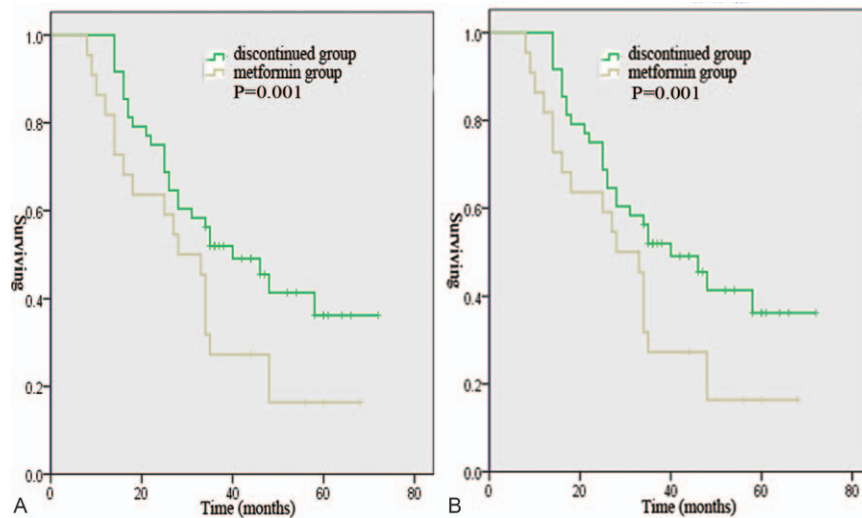 1.0
0.8
0.6
0.4
0.2
0.0
Surviving
discontinued group
metformin group
P=0.001
0
20
40
60
80
Time (months)
A
1.0
0.8
0.6
0.4
0.2
0.0
Surviving
discontinued group
metformin group
P=0.001
0
20
40
60
80
Time (months)
B